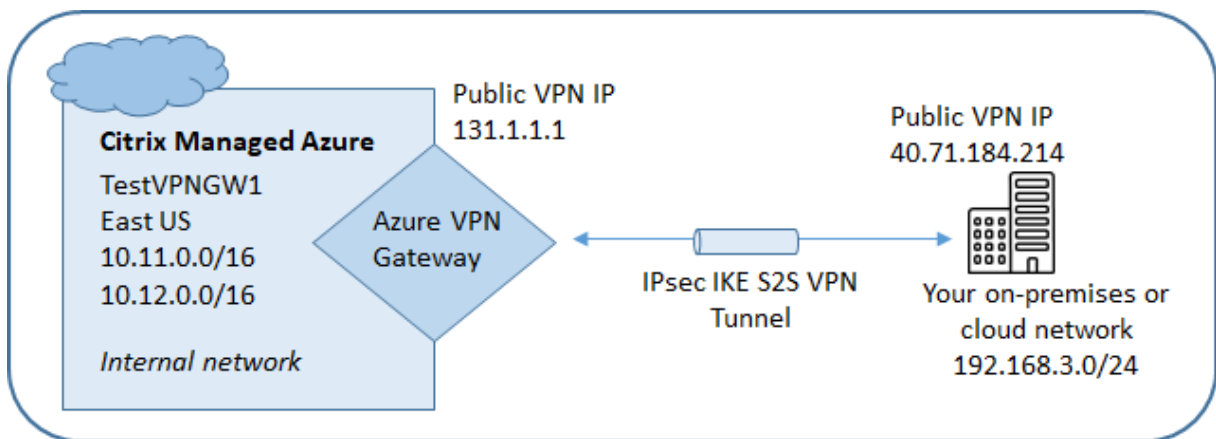 Citrix Managed Azure
TestVPNGW1
East US
10.11.0.0/16
10.12.0.0/16
Internal network
Public VPN IP
131.1.1.1
Azure VPN
Gateway
IPsec IKE S2S VPN
Tunnel
Public VPN IP
40.71.184.214
Your on-premises or
cloud network
192.168.3.0/24